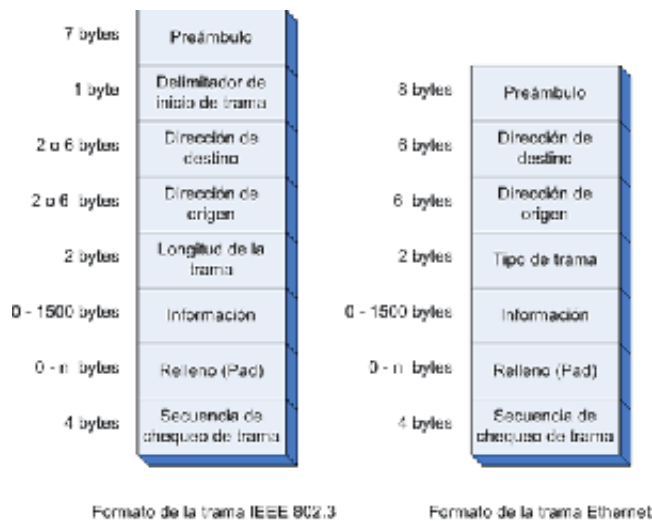 7 bytes
Preámbulo
1 byte
Delimitador de
inicio de trama
2 o 6 bytes
Dirección de
destino
2 o 6 bytes
Dirección de
origen
2 bytes
Longitud de la
trama
0 - 1500 bytes
Información
0 - n bytes
Relleno (Pad)
4 bytes
Secuencia de
chequeo de trama
Formato de la trama IEEE 802.3
8 bytes
Preámbulo
6 bytes
Dirección de
destino
6 bytes
Dirección de
origen
2 bytes
Tipo de trama
0 - 1500 bytes
Información
0 - n bytes
Relleno (Pad)
4 bytes
Secuencia de
chequeo de trama
Formato de la trama Ethernet